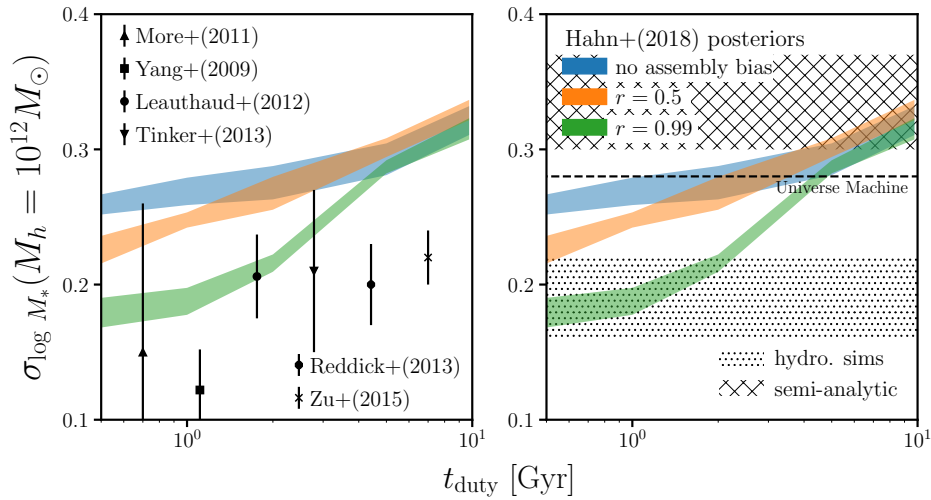 σ_{log M_*}(M_h = 10^{12} M_⊙)
0.4
0.3
0.2
0.1
More+(2011)
Yang+(2009)
Leauthaud+(2012)
Tinker+(2013)
Reddick+(2013)
Zu+(2015)
10^0
10^1
0.4
0.3
0.2
0.1
Hahn+(2018) posteriors
no assembly bias
r = 0.5
r = 0.99
Universe Machine
hydro. sims
semi-analytic
10^0
10^1
t_{duty} [Gyr]